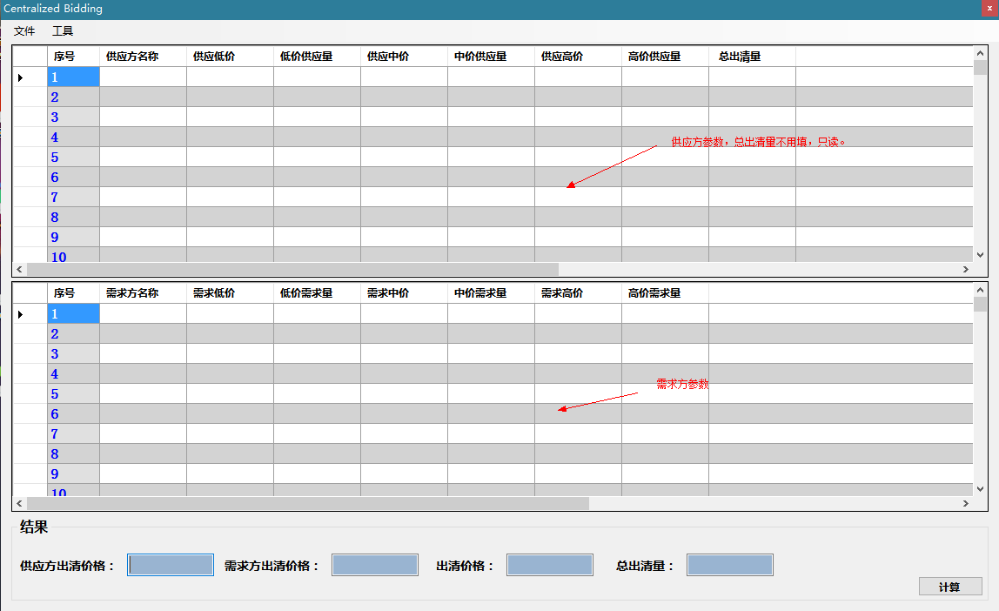 Centralized Bidding
x
文件 工具
序号 供应方名称 供应低价 低价供应量 供应中价 中价供应量 供应高价 高价供应量 总出清量
1
2
3
4
供应方参数，总出清量不用填，只读。
5
6
7
8
9
10
序号 需求方名称 需求低价 低价需求量 需求中价 中价需求量 需求高价 高价需求量
1
2
3
4
需求方参数
5
6
7
8
9
10
结果
供应方出清价格： 需求方出清价格： 出清价格： 总出清量：
计算